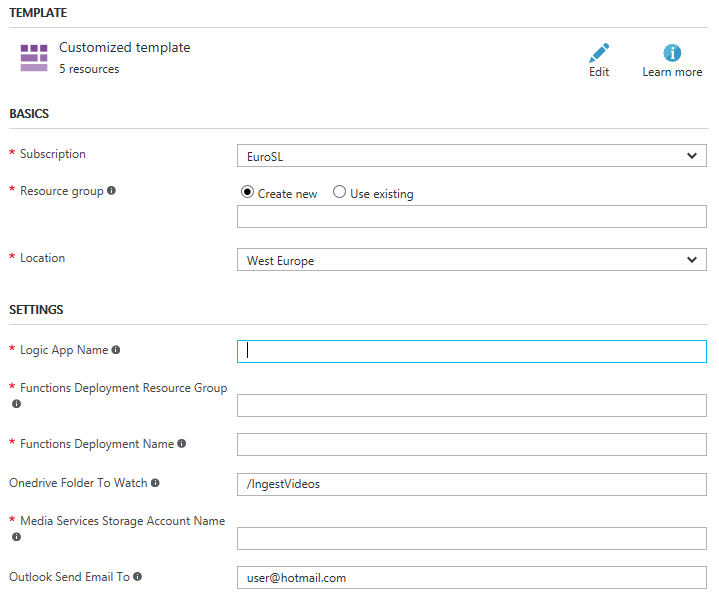 TEMPLATE
Customized template
5 resources
Edit
Learn more
BASICS
* Subscription
EuroSL
* Resource group
Create new
Use existing
* Location
West Europe
SETTINGS
* Logic App Name
* Functions Deployment Resource Group
* Functions Deployment Name
Onedrive Folder To Watch
/IngestVideos
* Media Services Storage Account Name
Outlook Send Email To
user@hotmail.com